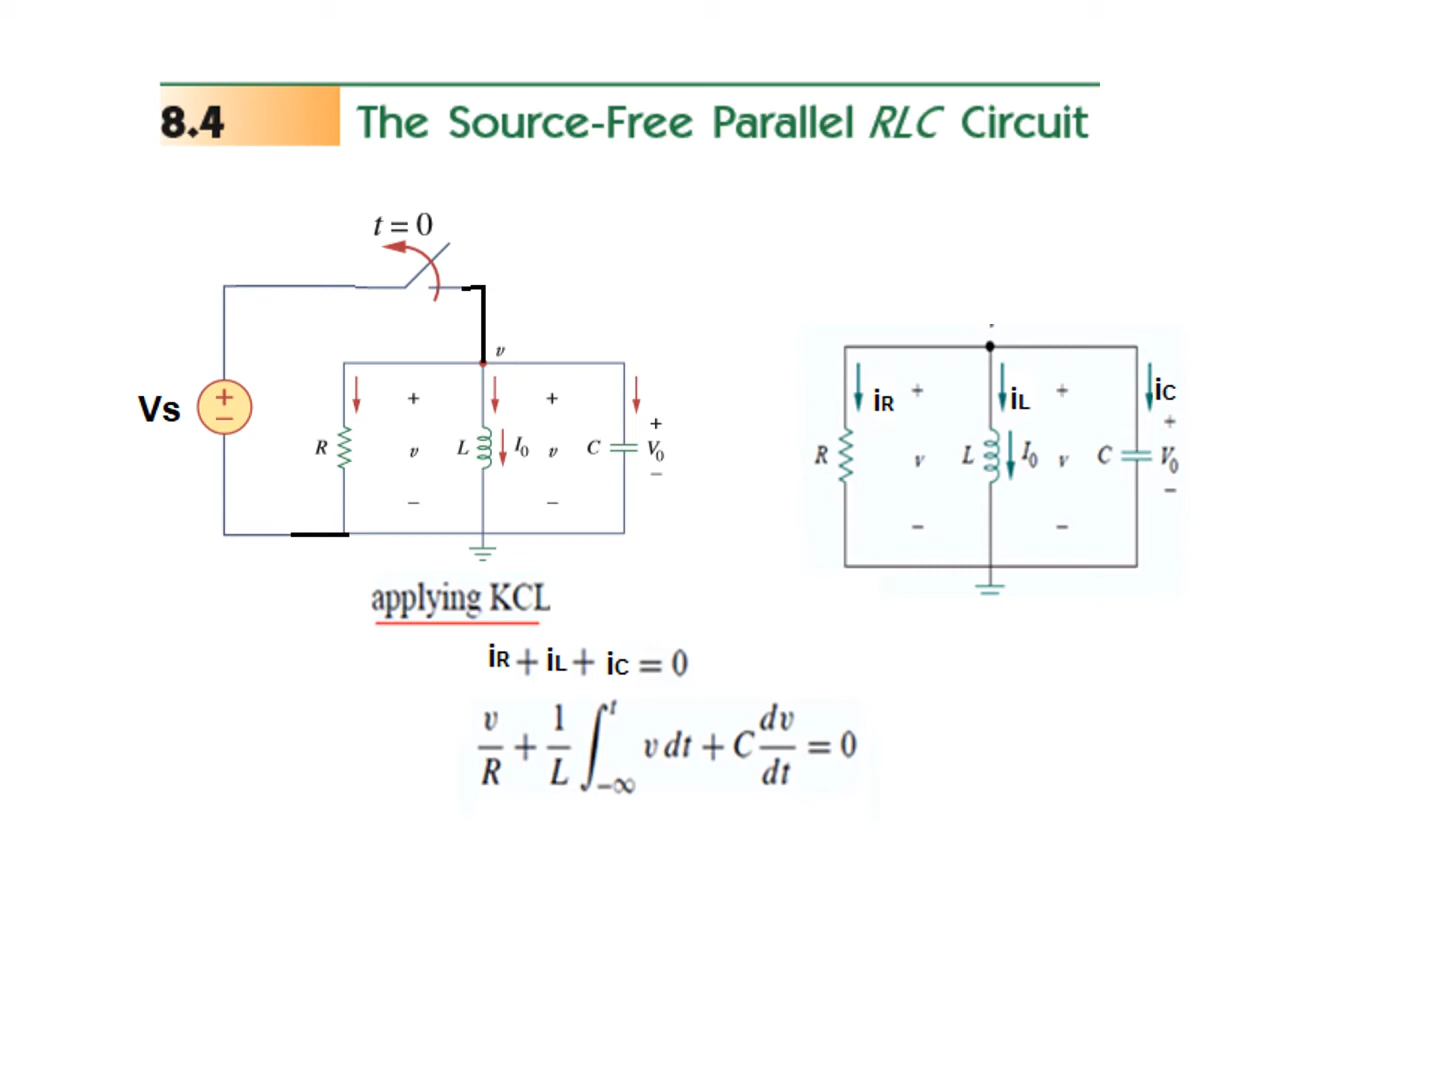 8.4 The Source-Free Parallel RLC Circuit
t = 0
v
Vs
+
−
R
+
v
−
L
I0
+
v
−
C
+
V0
−
iR
iL
iC
R
+
v
−
L
I0
+
v
−
C
+
V0
−
applying KCL
iR + iL + iC = 0
v/R + 1/L ∫_{−∞}^{t} v dt + C dv/dt = 0